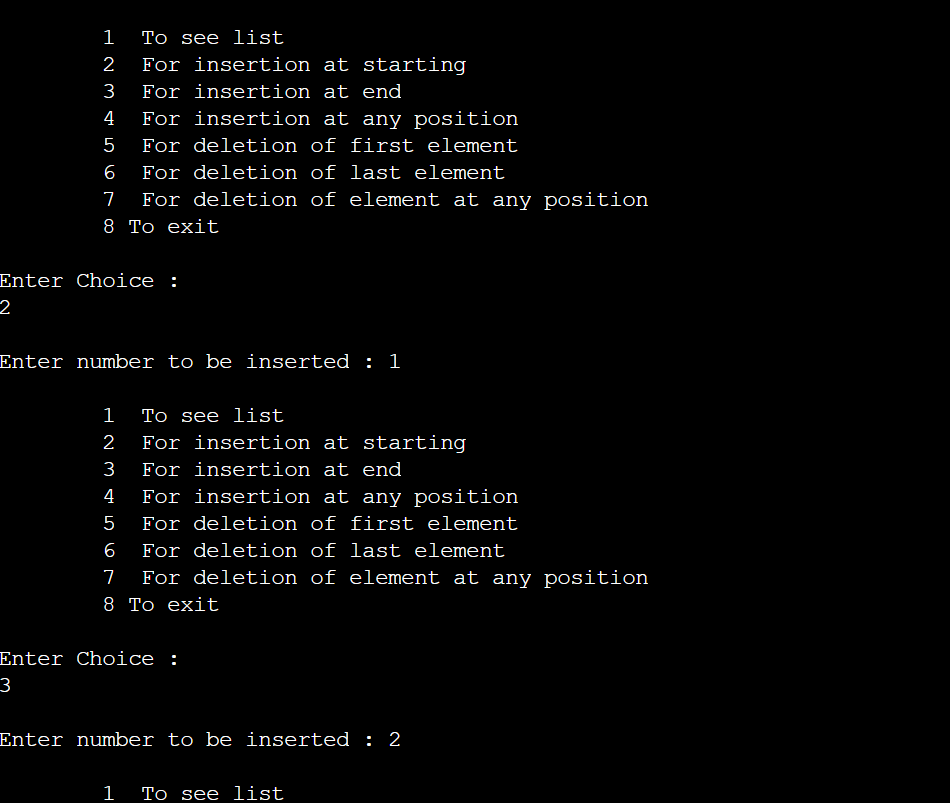 1  To see list
2  For insertion at starting
3  For insertion at end
4  For insertion at any position
5  For deletion of first element
6  For deletion of last element
7  For deletion of element at any position
8 To exit
Enter Choice :
2
Enter number to be inserted : 1
1  To see list
2  For insertion at starting
3  For insertion at end
4  For insertion at any position
5  For deletion of first element
6  For deletion of last element
7  For deletion of element at any position
8 To exit
Enter Choice :
3
Enter number to be inserted : 2
1  To see list